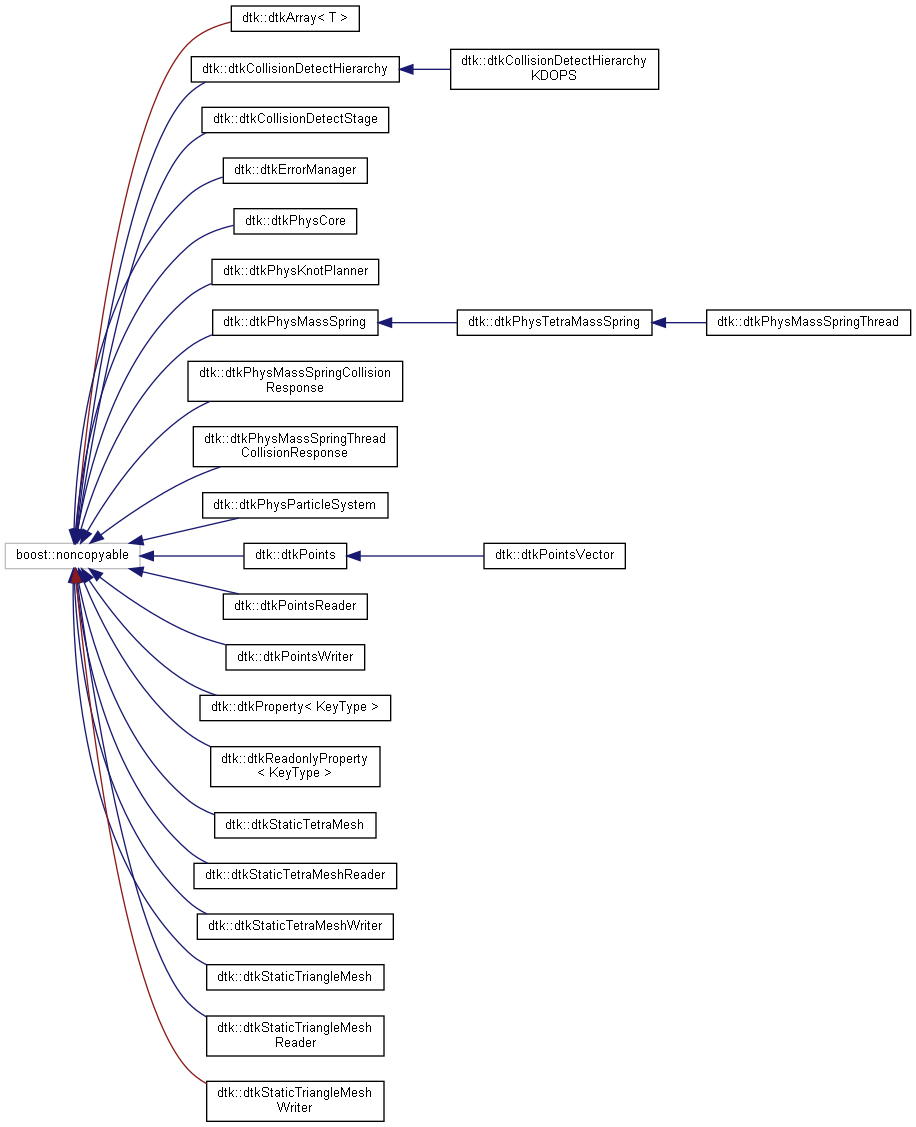 dtk::dtkArray< T >
dtk::dtkCollisionDetectHierarchy
dtk::dtkCollisionDetectHierarchy
KDOPS
dtk::dtkCollisionDetectStage
dtk::dtkErrorManager
dtk::dtkPhysCore
dtk::dtkPhysKnotPlanner
dtk::dtkPhysMassSpring
dtk::dtkPhysTetraMassSpring
dtk::dtkPhysMassSpringThread
dtk::dtkPhysMassSpringCollision
Response
dtk::dtkPhysMassSpringThread
CollisionResponse
dtk::dtkPhysParticleSystem
boost::noncopyable
dtk::dtkPoints
dtk::dtkPointsVector
dtk::dtkPointsReader
dtk::dtkPointsWriter
dtk::dtkProperty< KeyType >
dtk::dtkReadonlyProperty
< KeyType >
dtk::dtkStaticTetraMesh
dtk::dtkStaticTetraMeshReader
dtk::dtkStaticTetraMeshWriter
dtk::dtkStaticTriangleMesh
dtk::dtkStaticTriangleMesh
Reader
dtk::dtkStaticTriangleMesh
Writer